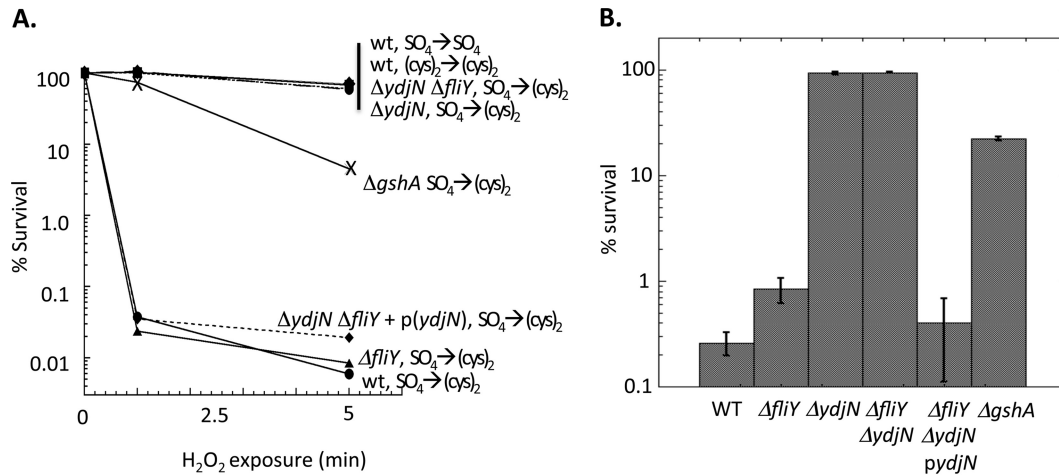 A.
% Survival
100
10
1.0
0.1
0.01
0
2.5
5
H₂O₂ exposure (min)
wt, SO₄→SO₄
wt, (cys)₂→(cys)₂
ΔydjN ΔfliY, SO₄→(cys)₂
ΔydjN, SO₄→(cys)₂
ΔgshA SO₄→(cys)₂
ΔydjN ΔfliY + p(ydjN), SO₄→(cys)₂
ΔfliY, SO₄→(cys)₂
wt, SO₄→(cys)₂
B.
% survival
100
10
1
0.1
WT
ΔfliY
ΔydjN
ΔfliY
ΔydjN
ΔfliY
ΔydjN
pydjN
ΔgshA